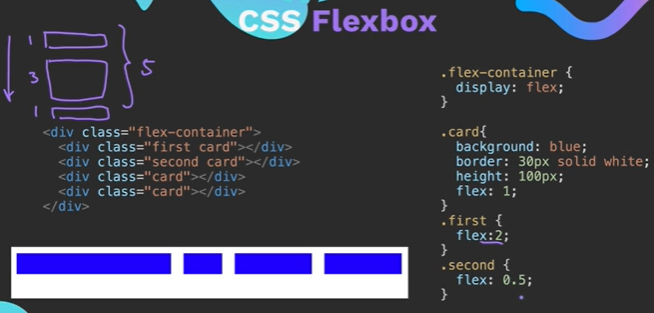 CSS Flexbox
1
3
1
5
<div class="flex-container">
<div class="first card"></div>
<div class="second card"></div>
<div class="card"></div>
<div class="card"></div>
</div>
.flex-container {
display: flex;
}
.card{
background: blue;
border: 30px solid white;
height: 100px;
flex: 1;
}
.first {
flex:2;
}
.second {
flex: 0.5;
}